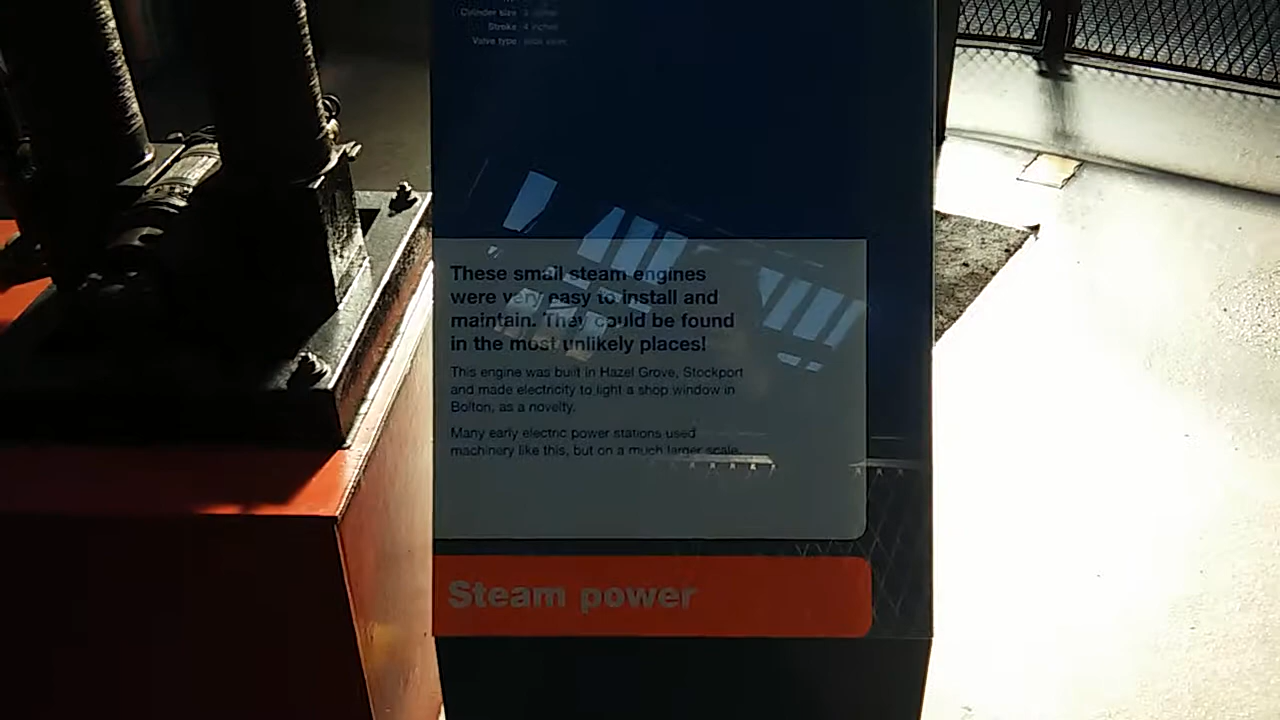 Cylinder size
Stroke 4 inches
Valve type
These small steam engines
were very easy to install and
maintain. They could be found
in the most unlikely places!
This engine was built in Hazel Grove, Stockport
and made electricity to light a shop window in
Bolton, as a novelty.
Many early electric power stations used
machinery like this, but on a much larger scale.
Steam power